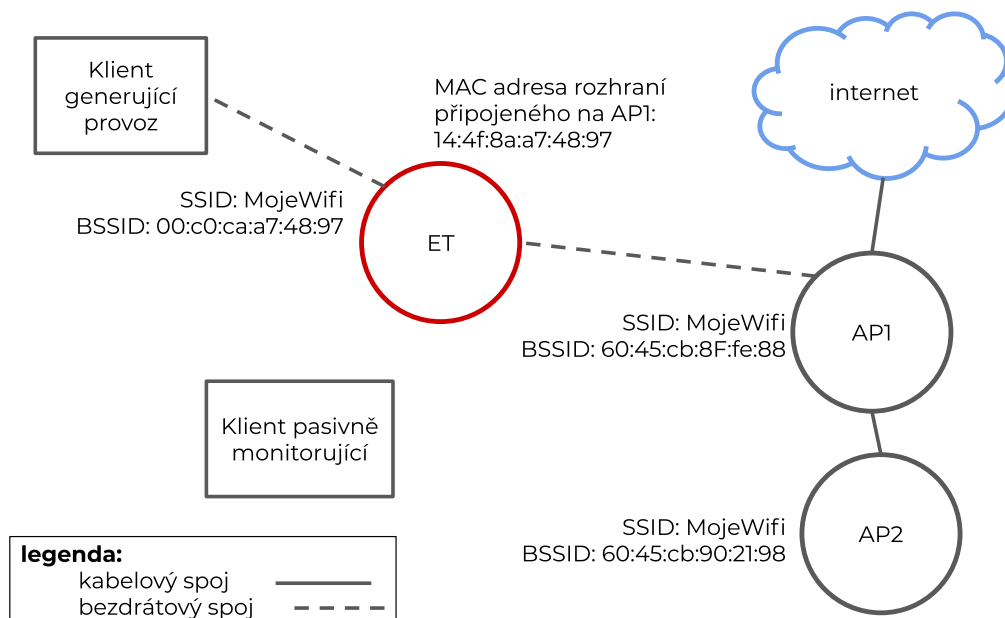 Klient
generující
provoz
MAC adresa rozhraní
připojeného na AP1:
14:4f:8a:a7:48:97
internet
SSID: MojeWifi
BSSID: 00:c0:ca:a7:48:97
ET
SSID: MojeWifi
BSSID: 60:45:cb:8F:fe:88
AP1
Klient pasivně
monitorující
SSID: MojeWifi
BSSID: 60:45:cb:90:21:98
AP2
legenda:
kabelový spoj
bezdrátový spoj